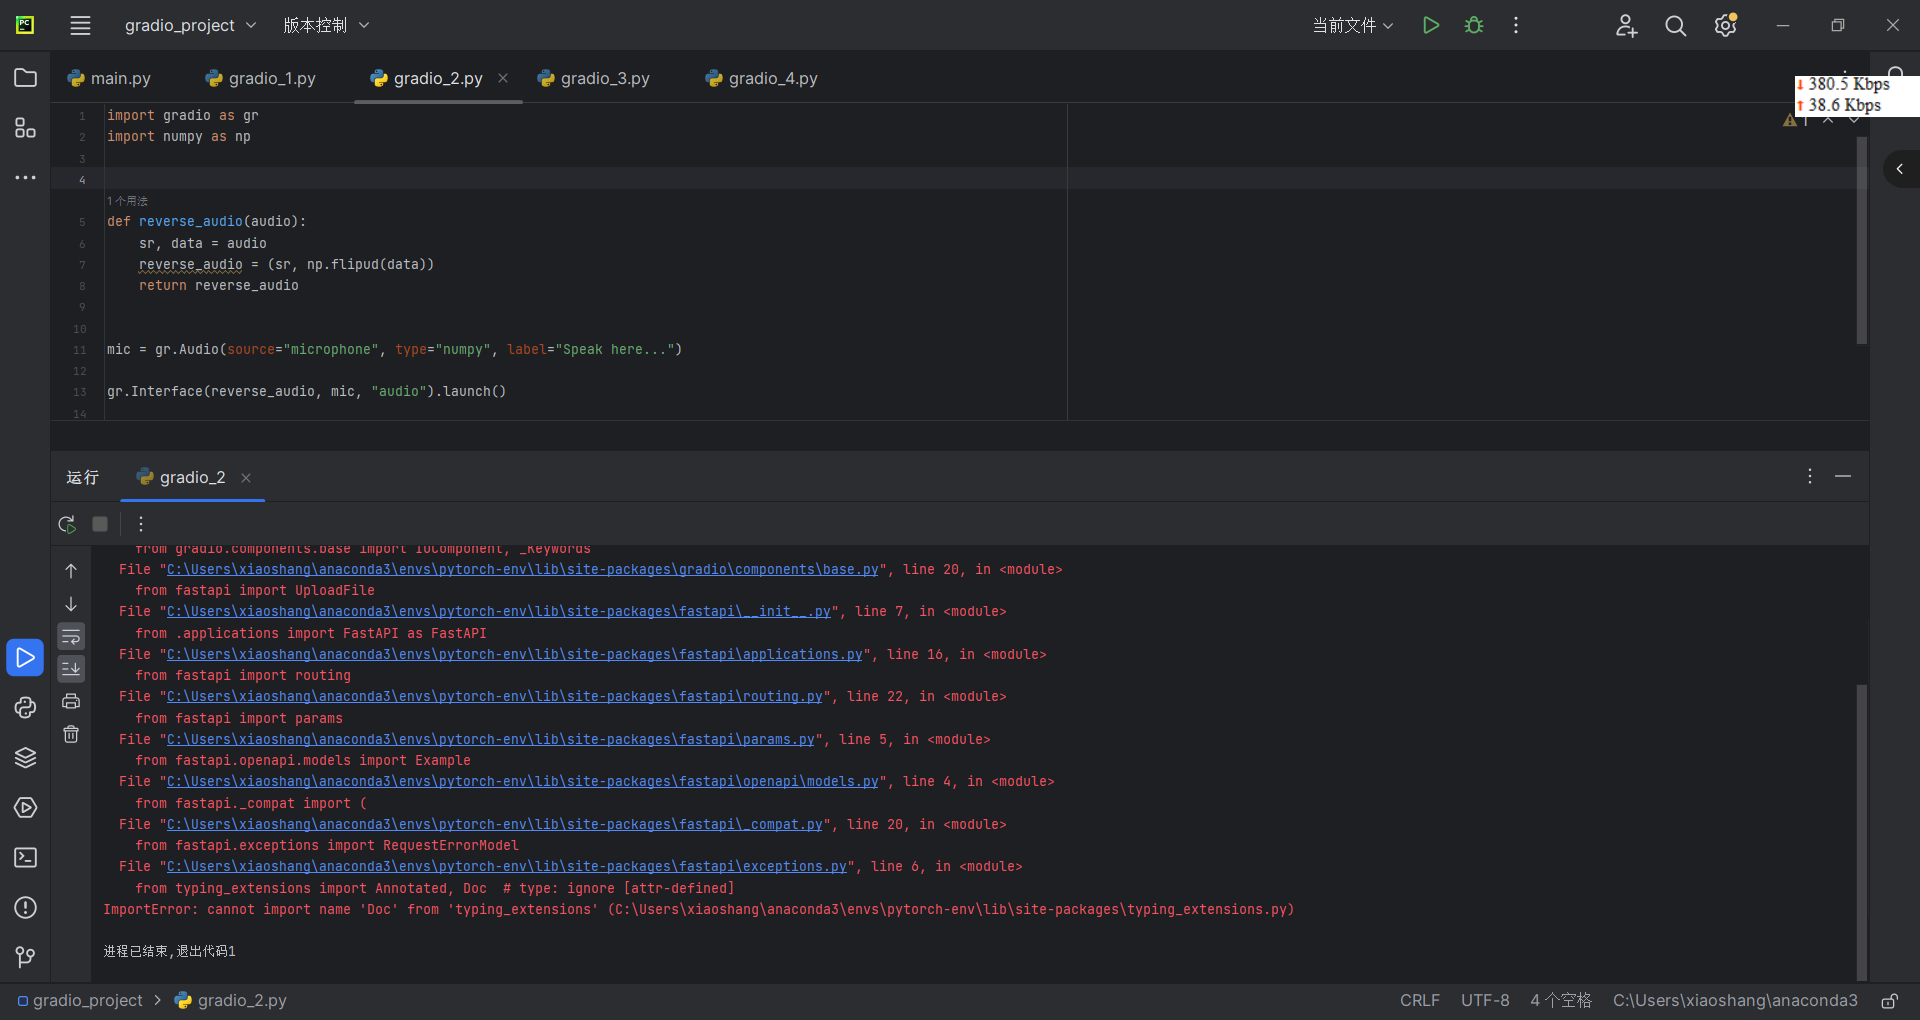 PC
gradio_project
版本控制
当前文件
main.py
gradio_1.py
gradio_2.py
gradio_3.py
gradio_4.py
380.5 Kbps
38.6 Kbps
1 import gradio as gr
2 import numpy as np
3
4
1个用法
5 def reverse_audio(audio):
6 sr, data = audio
7 reverse_audio = (sr, np.flipud(data))
8 return reverse_audio
9
10
11 mic = gr.Audio(source="microphone", type="numpy", label="Speak here...")
12
13 gr.Interface(reverse_audio, mic, "audio").launch()
14
运行
gradio_2
from gradio.components.base import IOComponent, _Keywords
File "C:\Users\xiaoshang\anaconda3\envs\pytorch-env\lib\site-packages\gradio\components\base.py", line 20, in <module>
from fastapi import UploadFile
File "C:\Users\xiaoshang\anaconda3\envs\pytorch-env\lib\site-packages\fastapi\__init__.py", line 7, in <module>
from .applications import FastAPI as FastAPI
File "C:\Users\xiaoshang\anaconda3\envs\pytorch-env\lib\site-packages\fastapi\applications.py", line 16, in <module>
from fastapi import routing
File "C:\Users\xiaoshang\anaconda3\envs\pytorch-env\lib\site-packages\fastapi\routing.py", line 22, in <module>
from fastapi import params
File "C:\Users\xiaoshang\anaconda3\envs\pytorch-env\lib\site-packages\fastapi\params.py", line 5, in <module>
from fastapi.openapi.models import Example
File "C:\Users\xiaoshang\anaconda3\envs\pytorch-env\lib\site-packages\fastapi\openapi\models.py", line 4, in <module>
from fastapi._compat import (
File "C:\Users\xiaoshang\anaconda3\envs\pytorch-env\lib\site-packages\fastapi\_compat.py", line 20, in <module>
from fastapi.exceptions import RequestErrorModel
File "C:\Users\xiaoshang\anaconda3\envs\pytorch-env\lib\site-packages\fastapi\exceptions.py", line 6, in <module>
from typing_extensions import Annotated, Doc  # type: ignore [attr-defined]
ImportError: cannot import name 'Doc' from 'typing_extensions' (C:\Users\xiaoshang\anaconda3\envs\pytorch-env\lib\site-packages\typing_extensions.py)
进程已结束,退出代码1
gradio_project
gradio_2.py
CRLF
UTF-8
4 个空格
C:\Users\xiaoshang\anaconda3